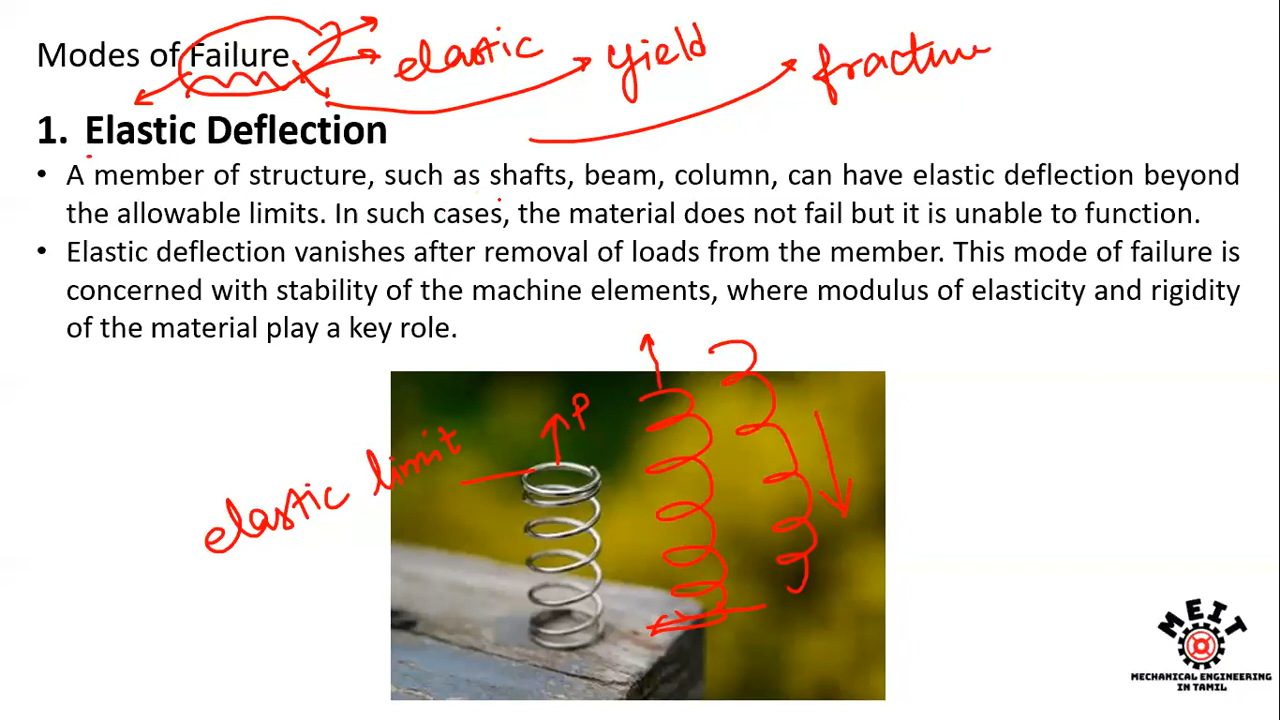 Modes of Failure
elastic
yield
fracture
1. Elastic Deflection
• A member of structure, such as shafts, beam, column, can have elastic deflection beyond
the allowable limits. In such cases, the material does not fail but it is unable to function.
• Elastic deflection vanishes after removal of loads from the member. This mode of failure is
concerned with stability of the machine elements, where modulus of elasticity and rigidity
of the material play a key role.
P
elastic limit
MEIT
MECHANICAL ENGINEERING
IN TAMIL